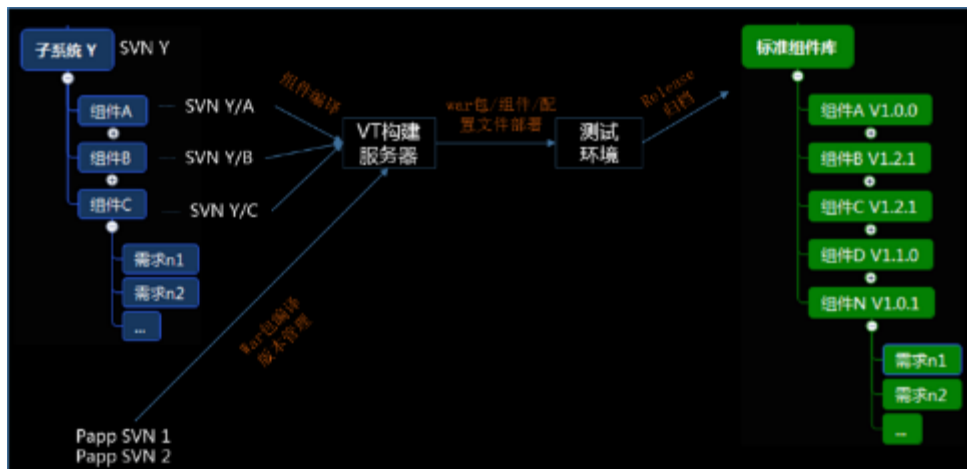 子系统 Y
SVN Y
组件A
SVN Y/A
组件B
SVN Y/B
组件C
SVN Y/C
需求n1
需求n2
...
组件编译
VT构建
服务器
war包/组件/配
置文件部署
测试
环境
Release
归档
War包编译
版本管理
Papp SVN 1
Papp SVN 2
标准组件库
组件A V1.0.0
组件B V1.2.1
组件C V1.2.1
组件D V1.1.0
组件N V1.0.1
需求n1
需求n2
...